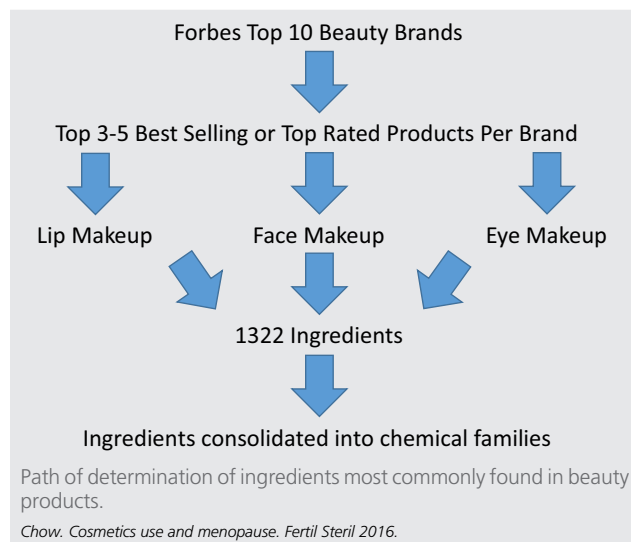 Forbes Top 10 Beauty Brands
Top 3-5 Best Selling or Top Rated Products Per Brand
Lip Makeup Face Makeup Eye Makeup
1322 Ingredients
Ingredients consolidated into chemical families
Path of determination of ingredients most commonly found in beauty
products.
Chow. Cosmetics use and menopause. Fertil Steril 2016.